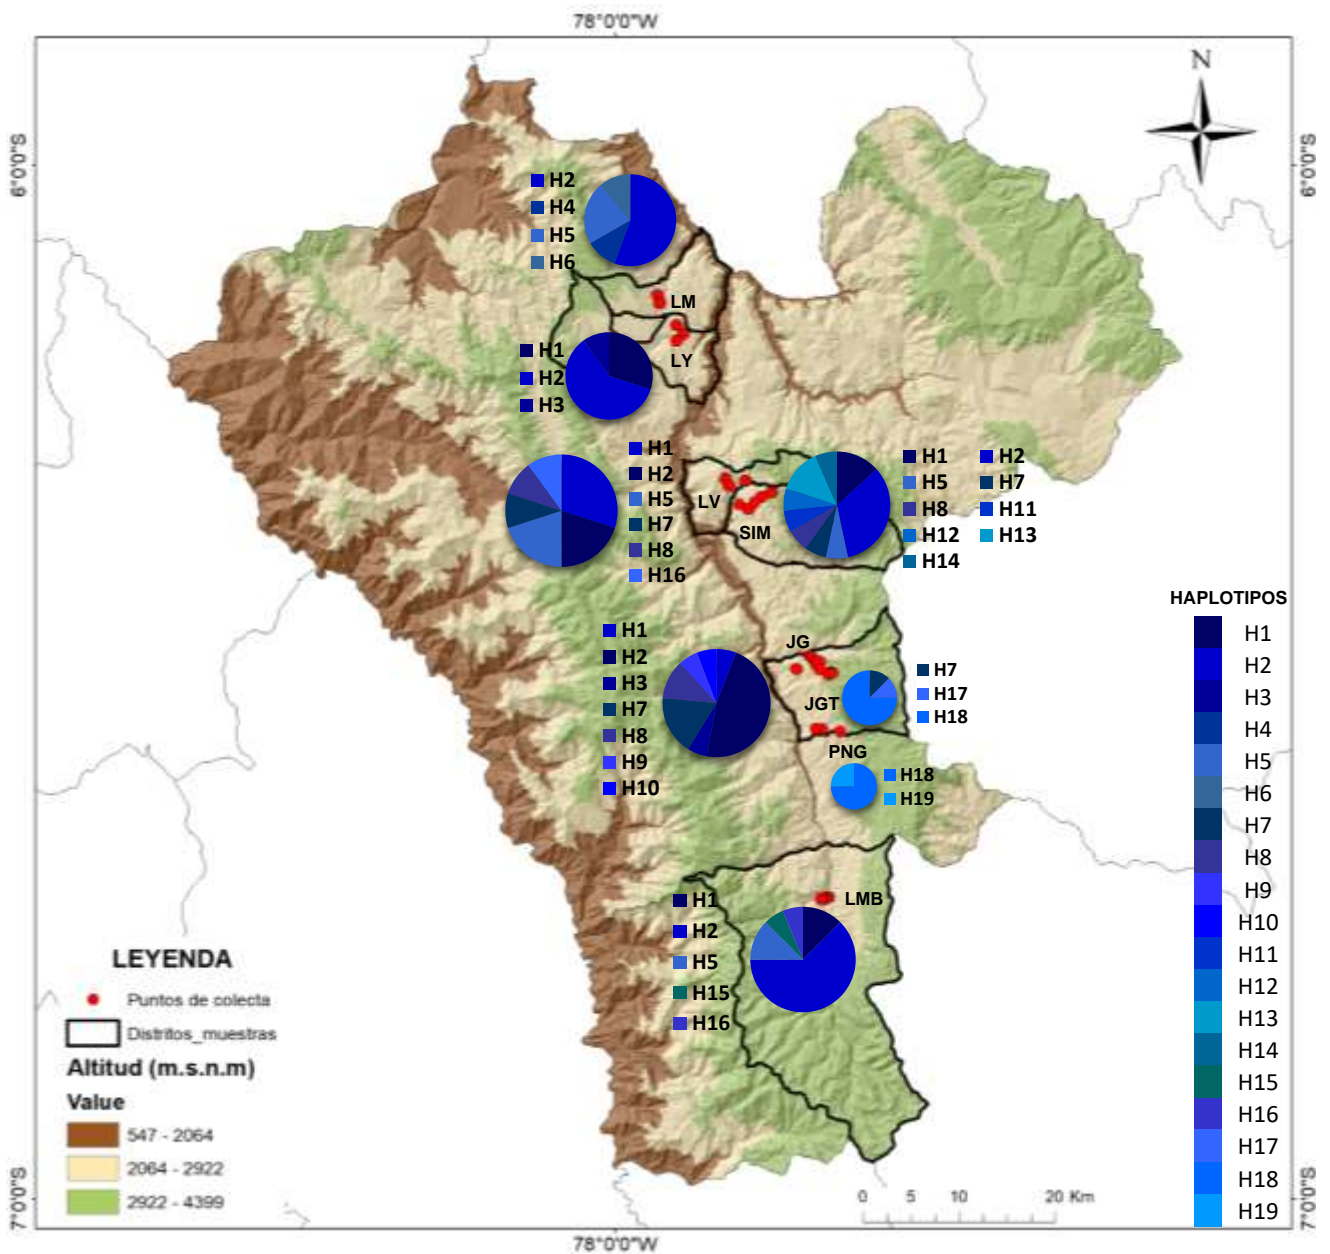 78°0'0"W
6°0'0"S
6°0'0"S
N
H2
H4
H5
H6
LM
LY
H1
H2
H3
H1
H2
H5
H7
H8
H16
LV
SIM
H1 H2
H5 H7
H8 H11
H12 H13
H14
HAPLOTIPOS
H1
H2
H3
H4
H5
H6
H7
H8
H9
H10
H11
H12
H13
H14
H15
H16
H17
H18
H19
H1
H2
H3
H7
H8
H9
H10
JG
JGT
H7
H17
H18
PNG
H18
H19
LMB
H1
H2
H5
H15
H16
LEYENDA
Puntos de colecta
Distritos_muestras
Altitud (m.s.n.m)
Value
547 - 2064
2064 - 2922
2922 - 4399
0 5 10 20 Km
7°0'0"S
7°0'0"S
78°0'0"W